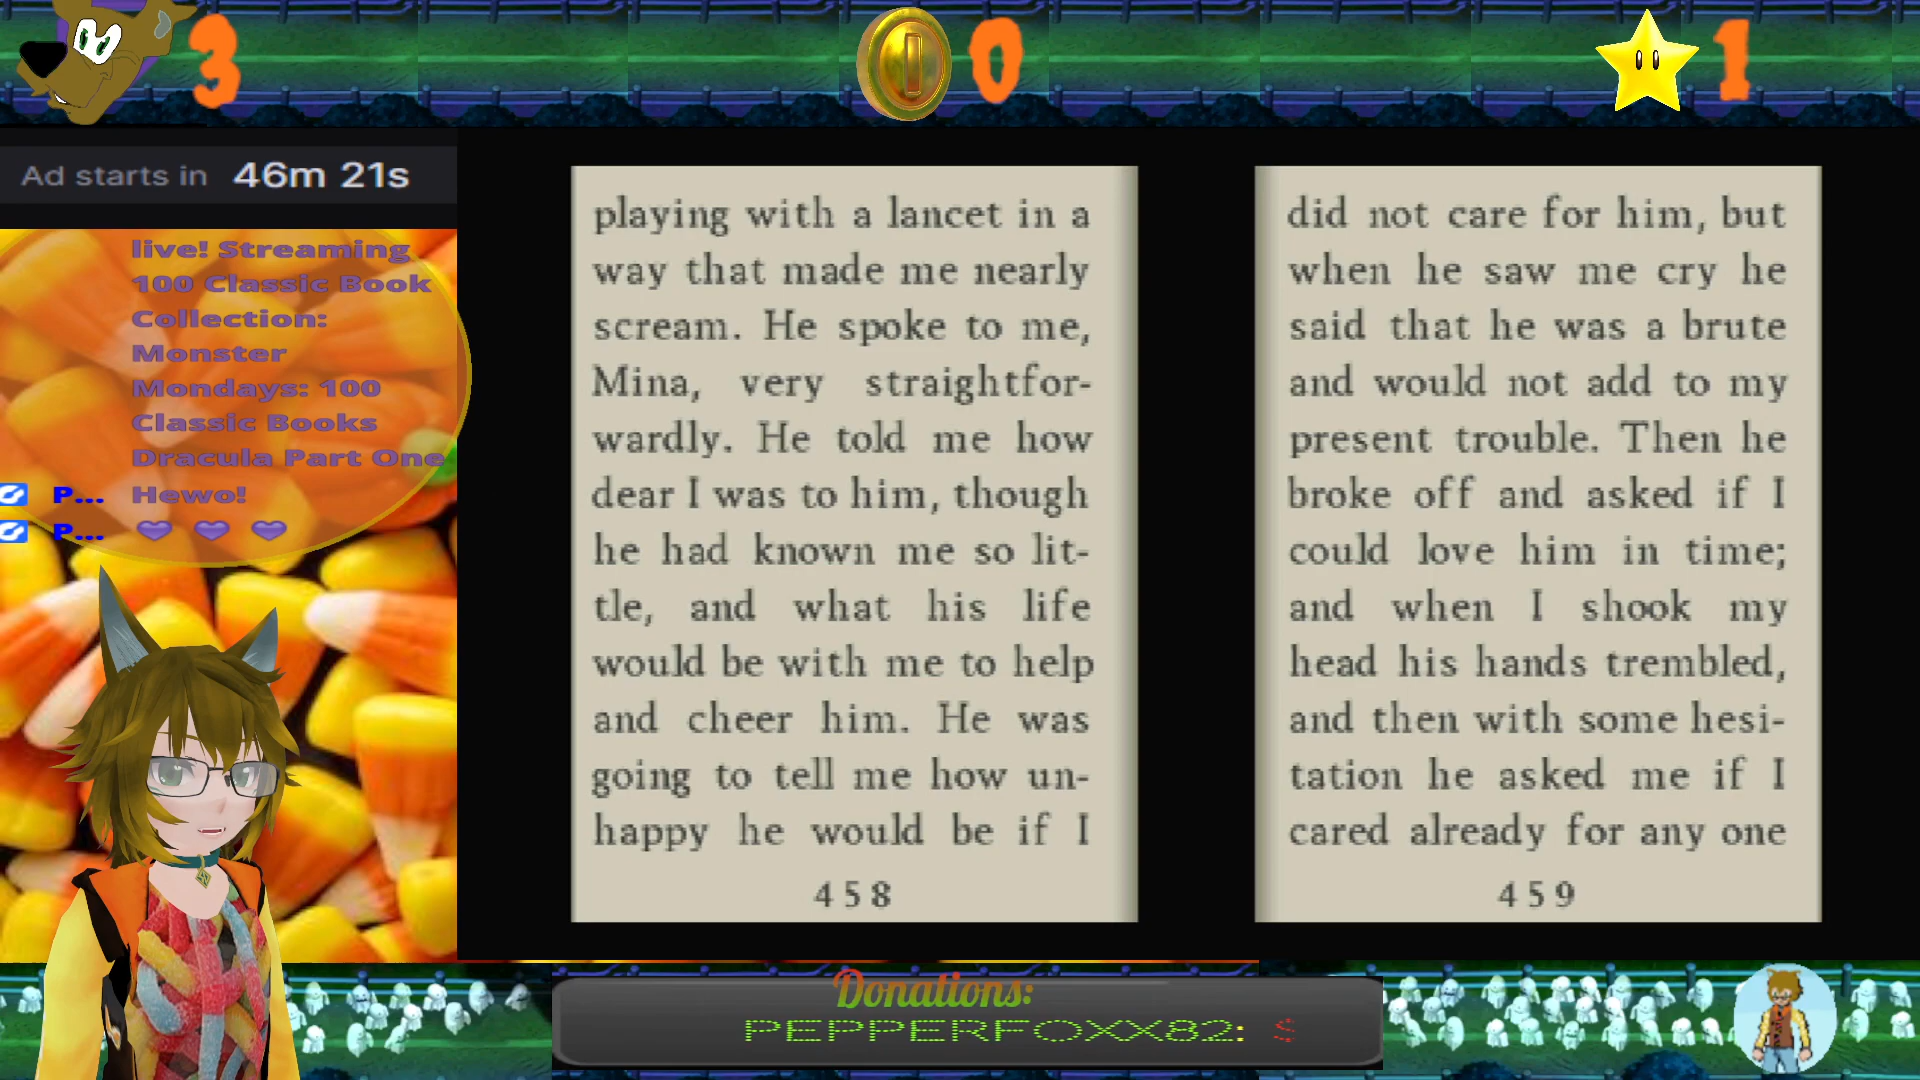 3
0
1
Ad starts in 46m 21s
live! Streaming
100 Classic Book
Collection:
Monster
Mondays: 100
Classic Books
Dracula Part One
P... Hewo!
P...
playing with a lancet in a
way that made me nearly
scream. He spoke to me,
Mina, very straightfor-
wardly. He told me how
dear I was to him, though
he had known me so lit-
tle, and what his life
would be with me to help
and cheer him. He was
going to tell me how un-
happy he would be if I
458
did not care for him, but
when he saw me cry he
said that he was a brute
and would not add to my
present trouble. Then he
broke off and asked if I
could love him in time;
and when I shook my
head his hands trembled,
and then with some hesi-
tation he asked me if I
cared already for any one
459
Donations:
PEPPERFOXX82: $